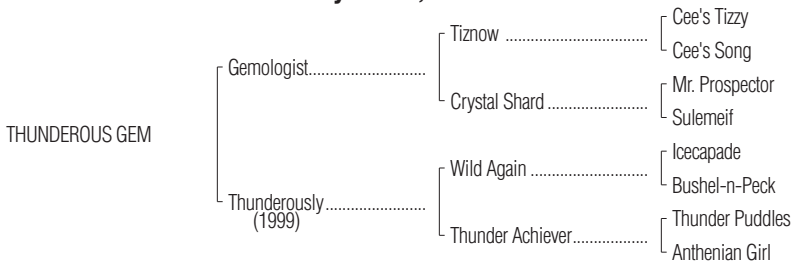 Cee's Tizzy
Tiznow ..............................
Cee's Song
Gemologist.........................
Mr. Prospector
Crystal Shard .....................
Sulemeif
THUNDEROUS GEM
Icecapade
Wild Again .........................
Bushel-n-Peck
Thunderously .....................
(1999)
Thunder Puddles
Thunder Achiever................
Anthenian Girl